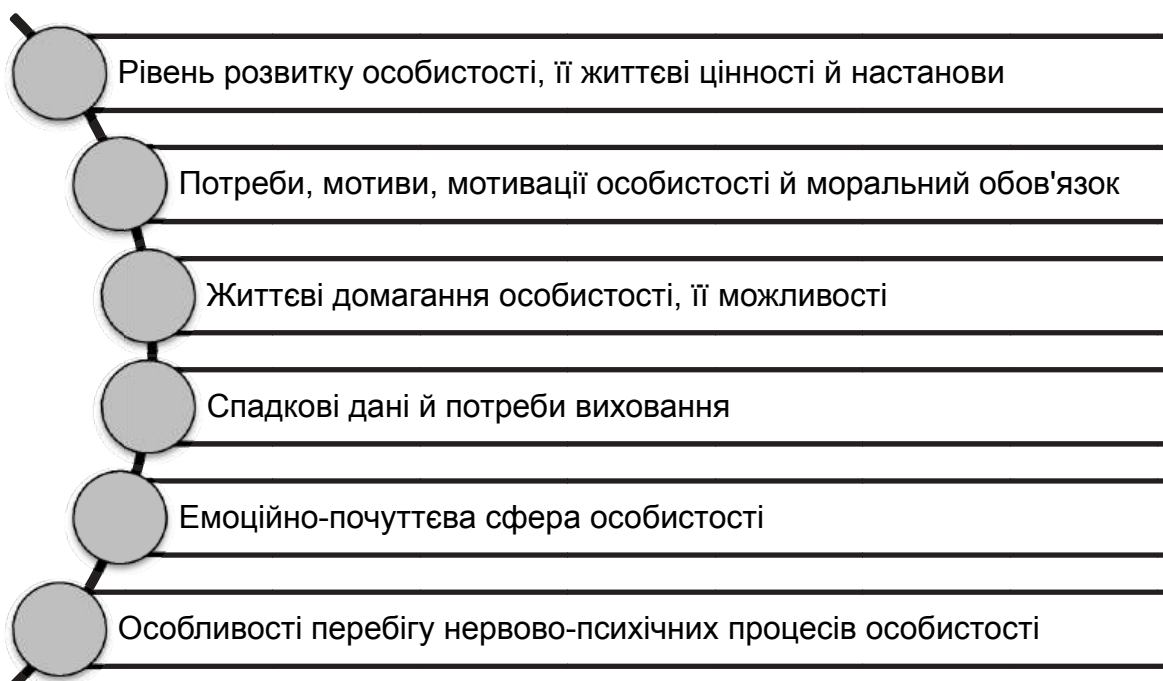 Рівень розвитку особистості, її життєві цінності й настанови
Потреби, мотиви, мотивації особистості й моральний обов'язок
Життєві домагання особистості, її можливості
Спадкові дані й потреби виховання
Емоційно-почуттєва сфера особистості
Особливості перебігу нервово-психічних процесів особистості